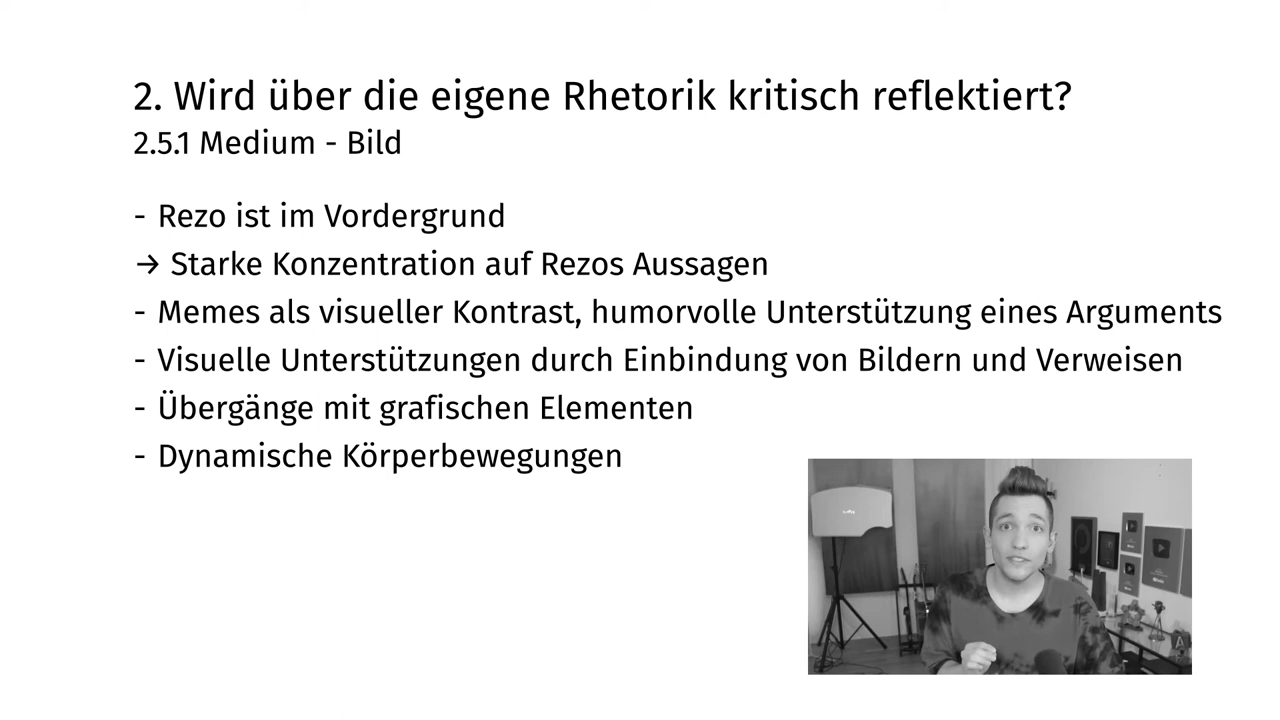 2. Wird über die eigene Rhetorik kritisch reflektiert?
2.5.1 Medium - Bild
- Rezo ist im Vordergrund
→ Starke Konzentration auf Rezos Aussagen
- Memes als visueller Kontrast, humorvolle Unterstützung eines Arguments
- Visuelle Unterstützungen durch Einbindung von Bildern und Verweisen
- Übergänge mit grafischen Elementen
- Dynamische Körperbewegungen